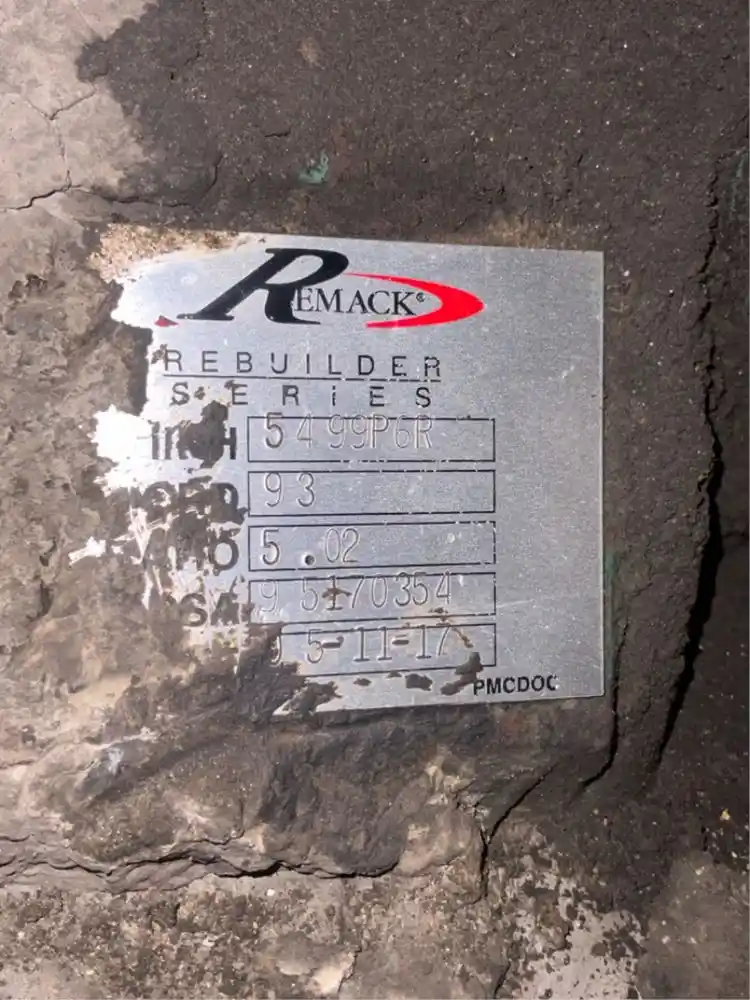 REMACK®
REBUILDER
SERIES
5499P6R
93
5.02
95170354
5-11-17
PMCDOC